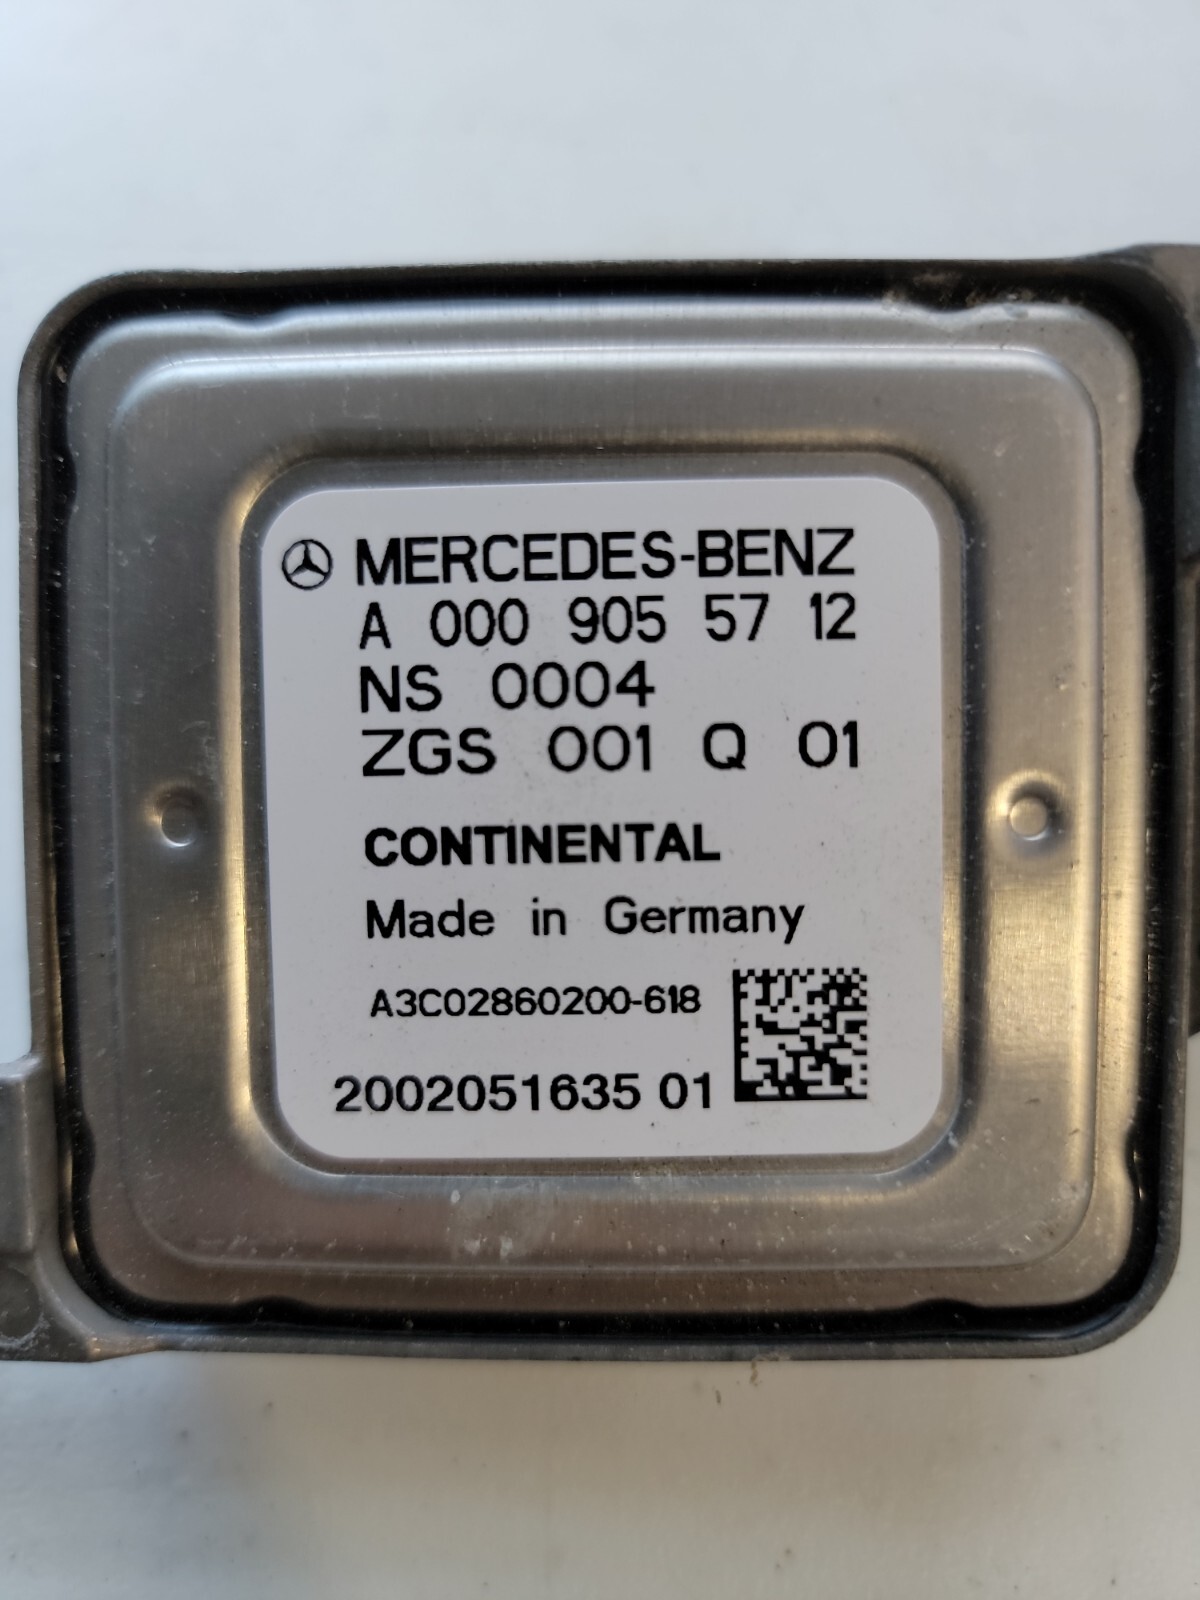 MERCEDES-BENZ
A 000 905 57 12
NS 0004
ZGS 001 Q 01
CONTINENTAL
Made in Germany
A3C02860200-618
2002051635 01